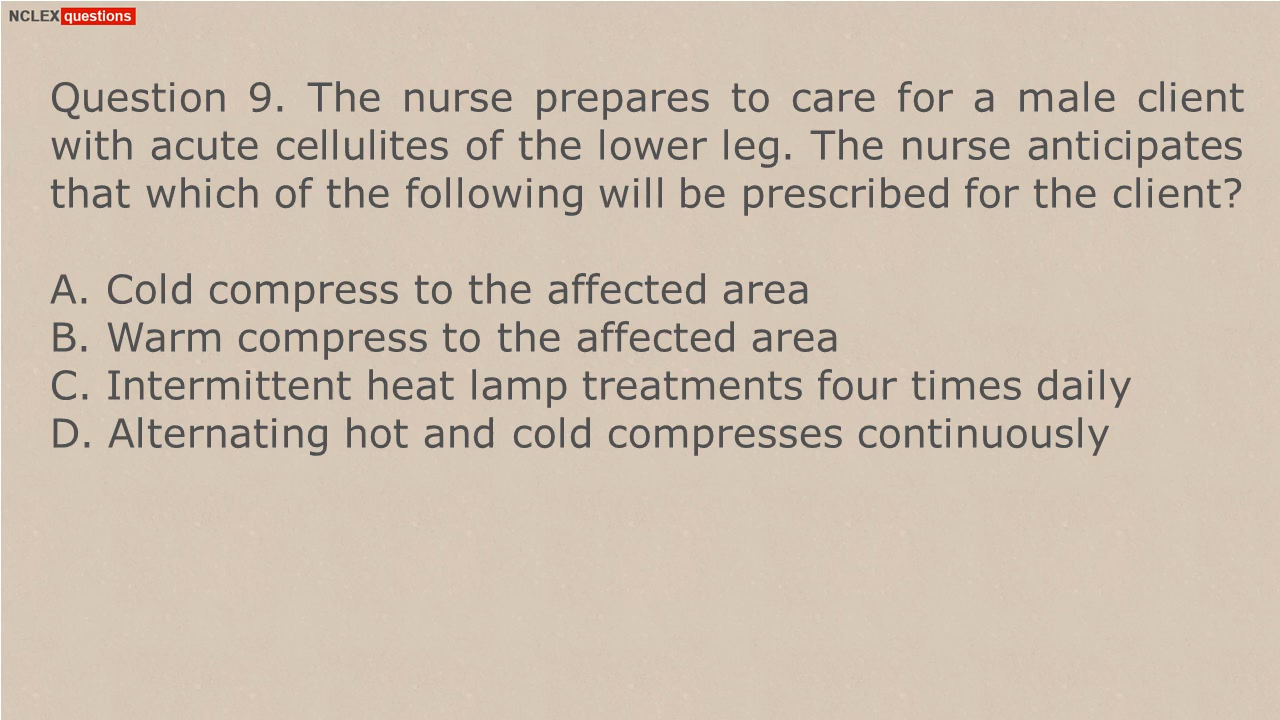 NCLEX questions
Question 9. The nurse prepares to care for a male client
with acute cellulites of the lower leg. The nurse anticipates
that which of the following will be prescribed for the client?
A. Cold compress to the affected area
B. Warm compress to the affected area
C. Intermittent heat lamp treatments four times daily
D. Alternating hot and cold compresses continuously